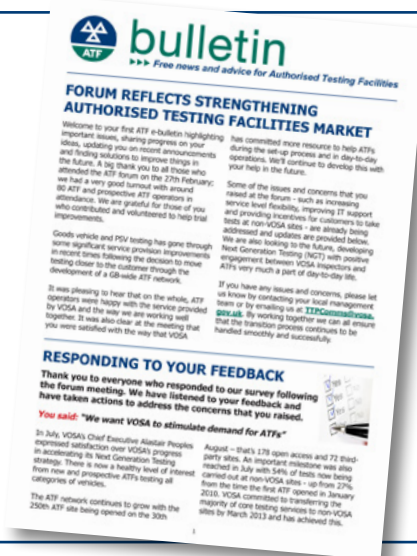 ATF
bulletin
Free news and advice for Authorised Testing Facilities
FORUM REFLECTS STRENGTHENING
AUTHORISED TESTING FACILITIES MARKET
Welcome to your first ATF e-bulletin highlighting
important issues, sharing progress on your
ideas, updating you on recent announcements
and finding solutions to improve things in
the future. A big thank you to all those who
attended the ATF forum on the 27th February;
we had a very good turnout with around
80 ATF and prospective ATF operators in
attendance. We are grateful for those of you
who contributed and volunteered to help trial
improvements.
Goods vehicle and PSV testing has gone through
some significant service provision improvements
in recent times following the decision to move
testing closer to the customer through the
development of a GB-wide ATF network.
It was pleasing to hear that on the whole, ATF
operators were happy with the service provided
by VOSA and the way we are working well
together. It was also clear at the meeting that
you were satisfied with the way that VOSA
has committed more resource to help ATFs
during the set-up process and in day-to-day
operations. We'll continue to develop this with
your help in the future.
Some of the issues and concerns that you
raised at the forum - such as increasing
service level flexibility, improving IT support
and providing incentives for customers to take
tests at non-VOSA sites - are already being
addressed and updates are provided below.
We are also looking to the future, developing
Next Generation Testing (NGT) with positive
engagement between VOSA Inspectors and
ATFs very much a part of day-to-day life.
If you have any issues and concerns, please let
us know by contacting your local management
team or by emailing us at TTPComms@vosa.
gov.uk. By working together we can all ensure
that the transition process continues to be
handled smoothly and successfully.
RESPONDING TO YOUR FEEDBACK
Thank you to everyone who responded to our survey following
the forum meeting. We have listened to your feedback and
have taken actions to address the concerns that you raised.
You said: "We want VOSA to stimulate demand for ATFs"
In July, VOSA's Chief Executive Alastair Peoples
expressed satisfaction over VOSA's progress
in accelerating its Next Generation Testing
strategy. There is now a healthy level of interest
from new and prospective ATFs testing all
categories of vehicles.
The ATF network continues to grow with the
250th ATF site being opened on the 30th
August – that's 178 open access and 72 third-
party sites. An important milestone was also
reached in July with 54% of tests now being
carried out at non-VOSA sites - up from 27%
from the time the first ATF opened in January
2010. VOSA committed to transferring the
majority of core testing services to non-VOSA
sites by March 2013 and has achieved this.
1